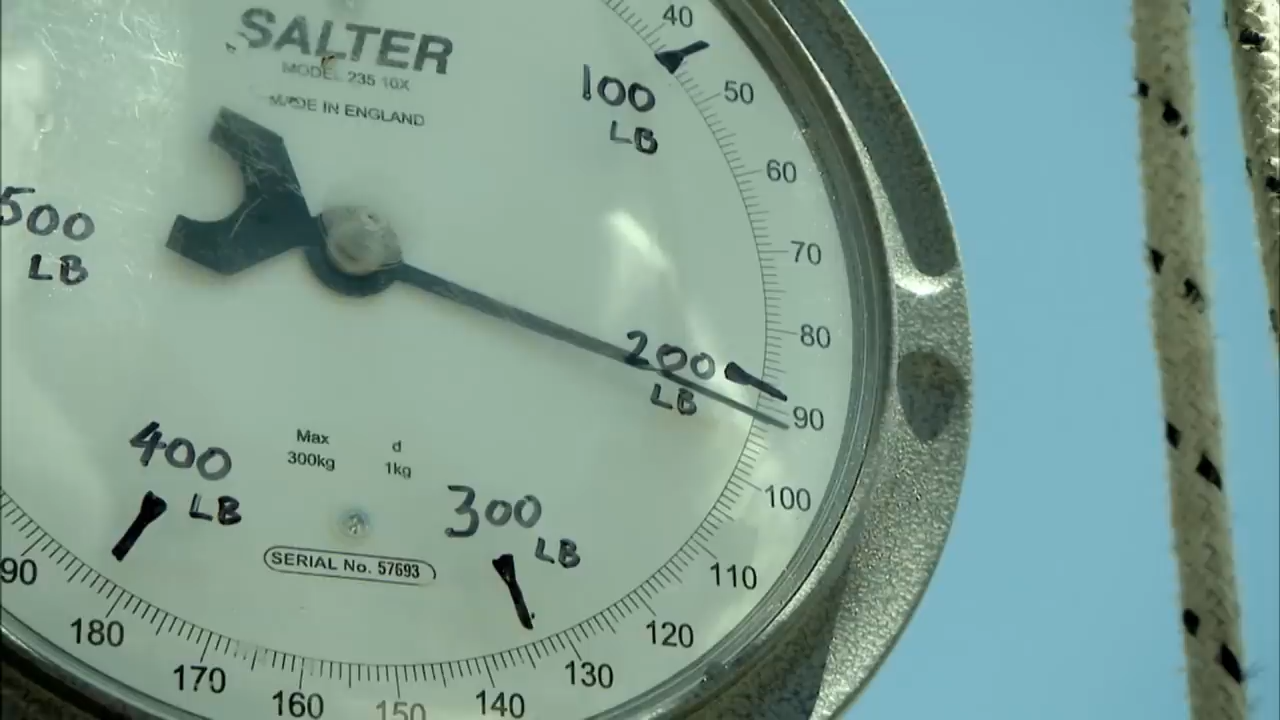 SALTER
MODEL 235 10X
MADE IN ENGLAND
40
50
60
70
80
90
100
110
120
130
140
150
160
170
180
90
100
LB
200
LB
300
LB
400
LB
500
LB
Max
300kg
d
1kg
SERIAL No. 57693